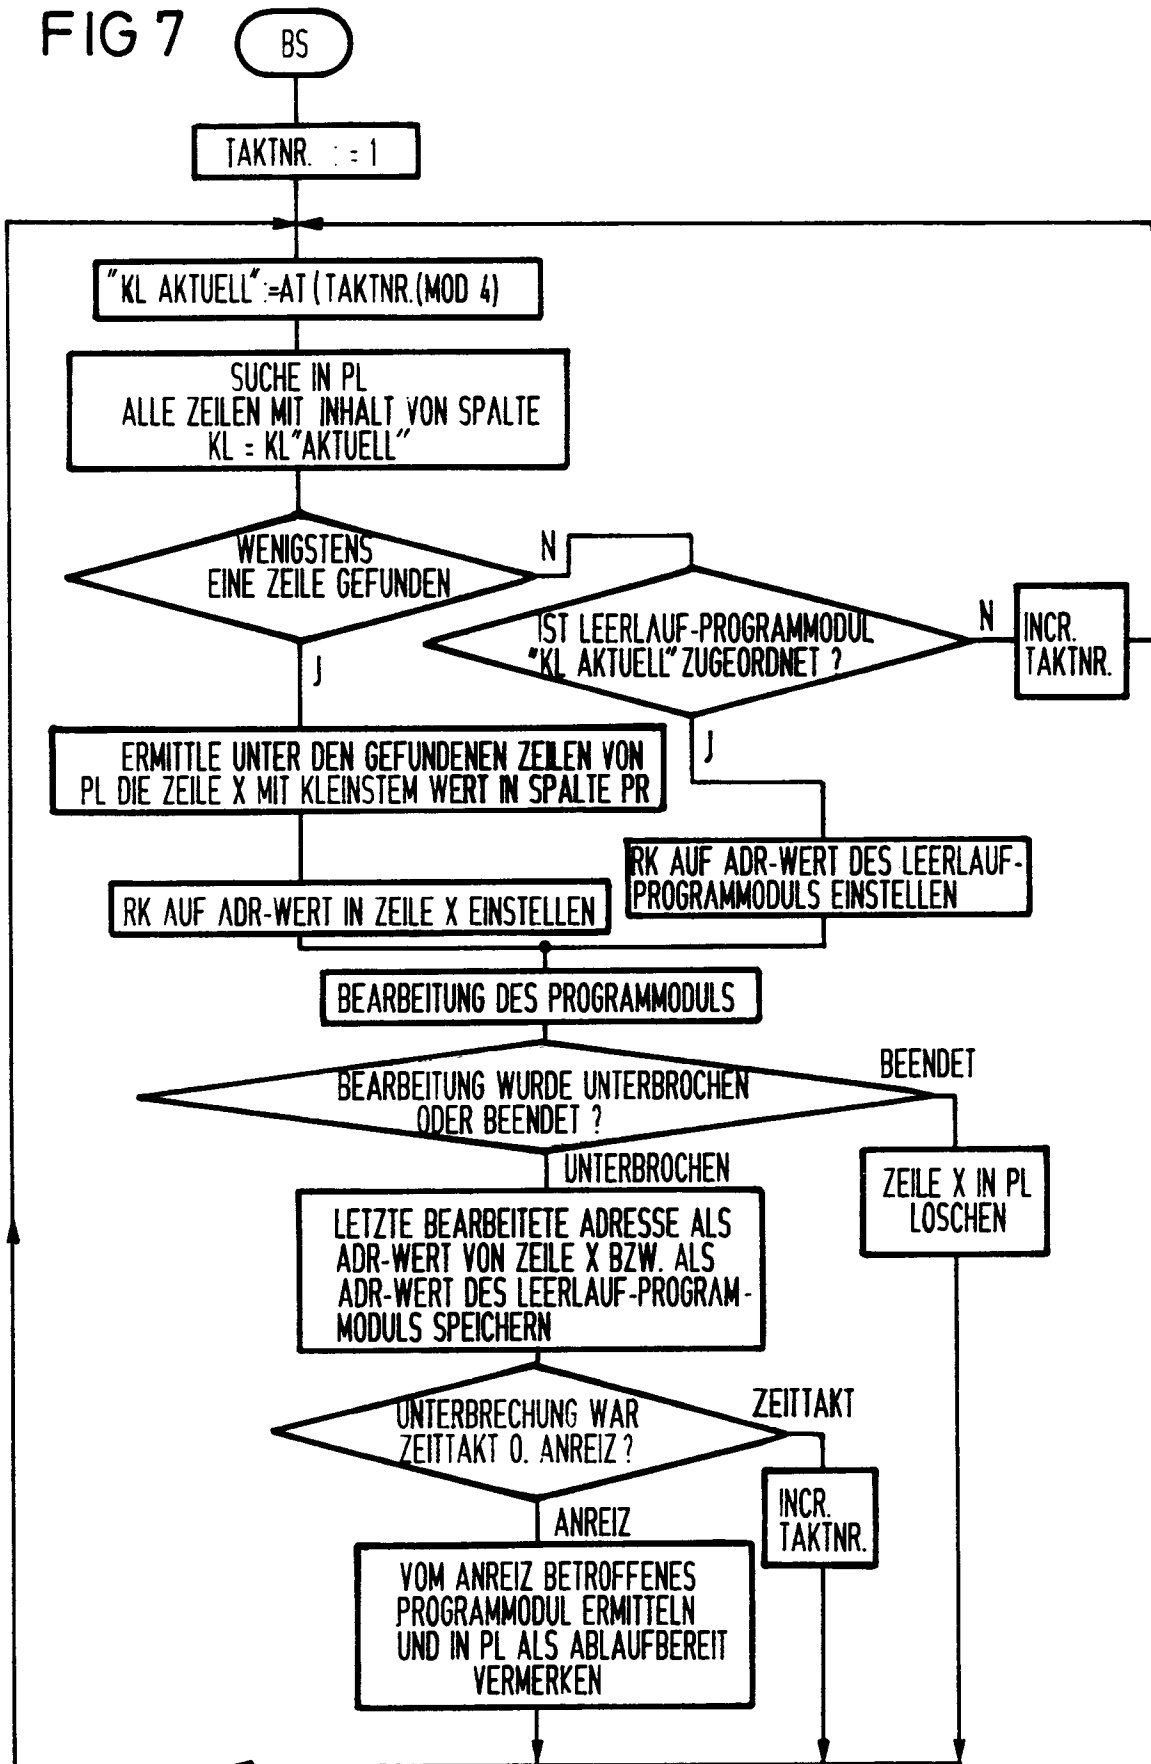 FIG 7
BS
TAKTNR. := 1
"KL AKTUELL":=AT(TAKTNR.(MOD 4)
SUCHE IN PL
ALLE ZEILEN MIT INHALT VON SPALTE
KL = KL"AKTUELL"
WENIGSTENS
EINE ZEILE GEFUNDEN
N
J
IST LEERLAUF-PROGRAMMODUL
"KL AKTUELL" ZUGEORDNET ?
N
INCR.
TAKTNR.
J
ERMITTLE UNTER DEN GEFUNDENEN ZEILEN VON
PL DIE ZEILE X MIT KLEINSTEM WERT IN SPALTE PR
RK AUF ADR-WERT DES LEERLAUF-
PROGRAMMODULS EINSTELLEN
RK AUF ADR-WERT IN ZEILE X EINSTELLEN
BEARBEITUNG DES PROGRAMMODULS
BEARBEITUNG WURDE UNTERBROCHEN
ODER BEENDET ?
BEENDET
UNTERBROCHEN
ZEILE X IN PL
LOSCHEN
LETZTE BEARBEITETE ADRESSE ALS
ADR-WERT VON ZEILE X BZW. ALS
ADR-WERT DES LEERLAUF-PROGRAM-
MODULS SPEICHERN
UNTERBRECHUNG WAR
ZEITTAKT O. ANREIZ ?
ZEITTAKT
INCR.
TAKTNR.
ANREIZ
VOM ANREIZ BETROFFENES
PROGRAMMODUL ERMITTELN
UND IN PL ALS ABLAUFBEREIT
VERMERKEN